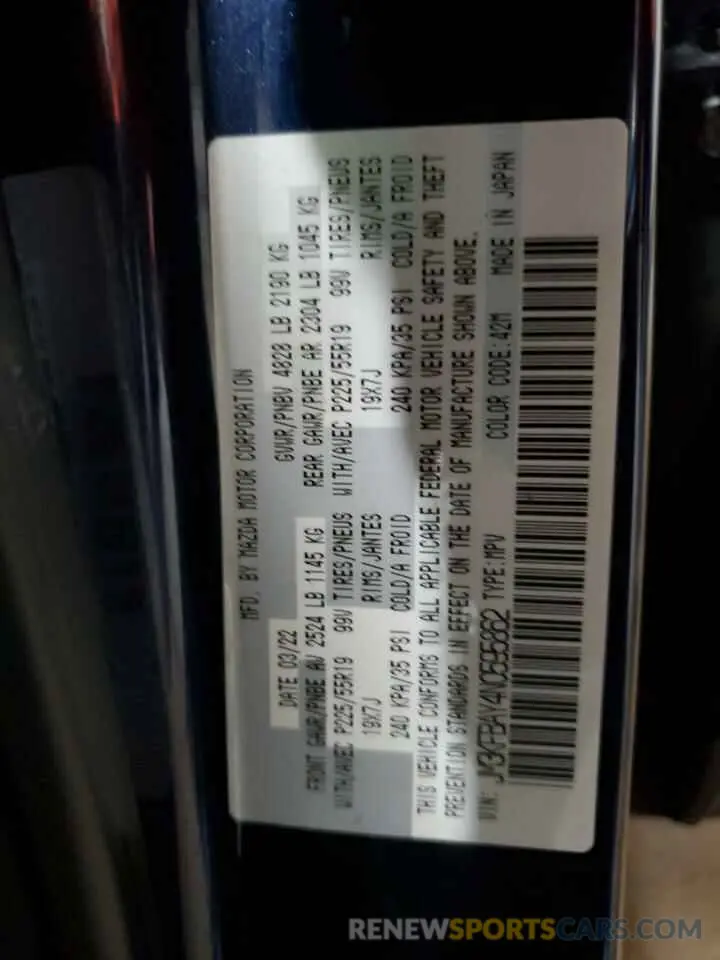 MFD. BY MAZDA MOTOR CORPORATION
DATE 03/22 GVWR/PNBV 4828 LB 2190 KG
FRONT GAWR/PNBE AV 2524 LB 1145 KG REAR GAWR/PNBE AR 2304 LB 1045 KG
WITH/AVEC P225/55R19 99V TIRES/PNEUS WITH/AVEC P225/55R19 99V TIRES/PNEUS
19X7J RIMS/JANTES 19X7J RIMS/JANTES
240 KPA/35 PSI COLD/A FROID 240 KPA/35 PSI COLD/A FROID
THIS VEHICLE CONFORMS TO ALL APPLICABLE FEDERAL MOTOR VEHICLE SAFETY AND THEFT
PREVENTION STANDARDS IN EFFECT ON THE DATE OF MANUFACTURE SHOWN ABOVE.
VIN: JM3KFBAY4N0595862 TYPE:MPV COLOR CODE:42M MADE IN JAPAN
RENEWSPORTSCARS.COM